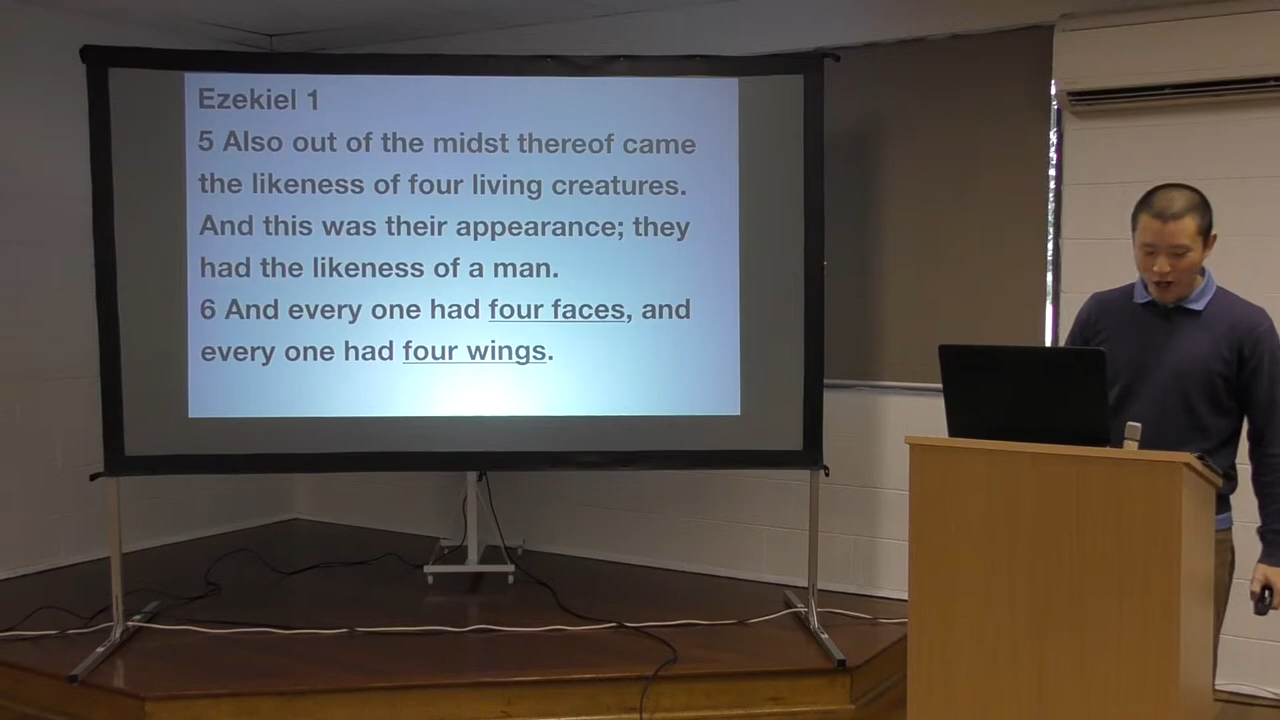 Ezekiel 1
5 Also out of the midst thereof came
the likeness of four living creatures.
And this was their appearance; they
had the likeness of a man.
6 And every one had four faces, and
every one had four wings.